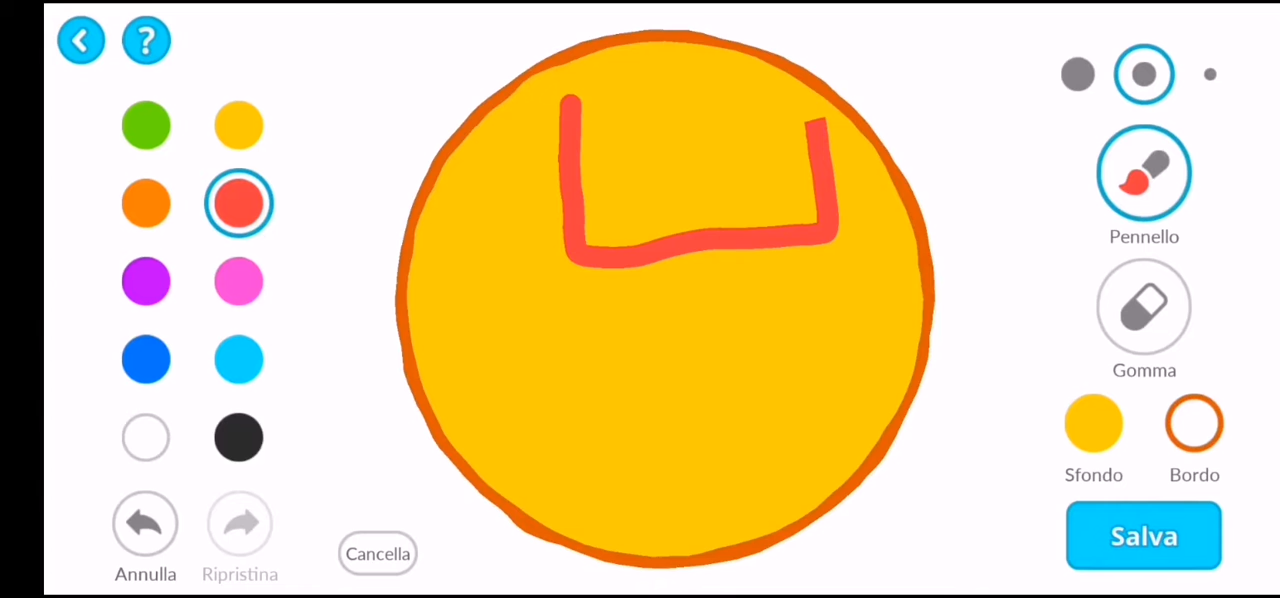 ?
Pennello
Gomma
Sfondo Bordo
Salva
Cancella
Annulla Ripristina